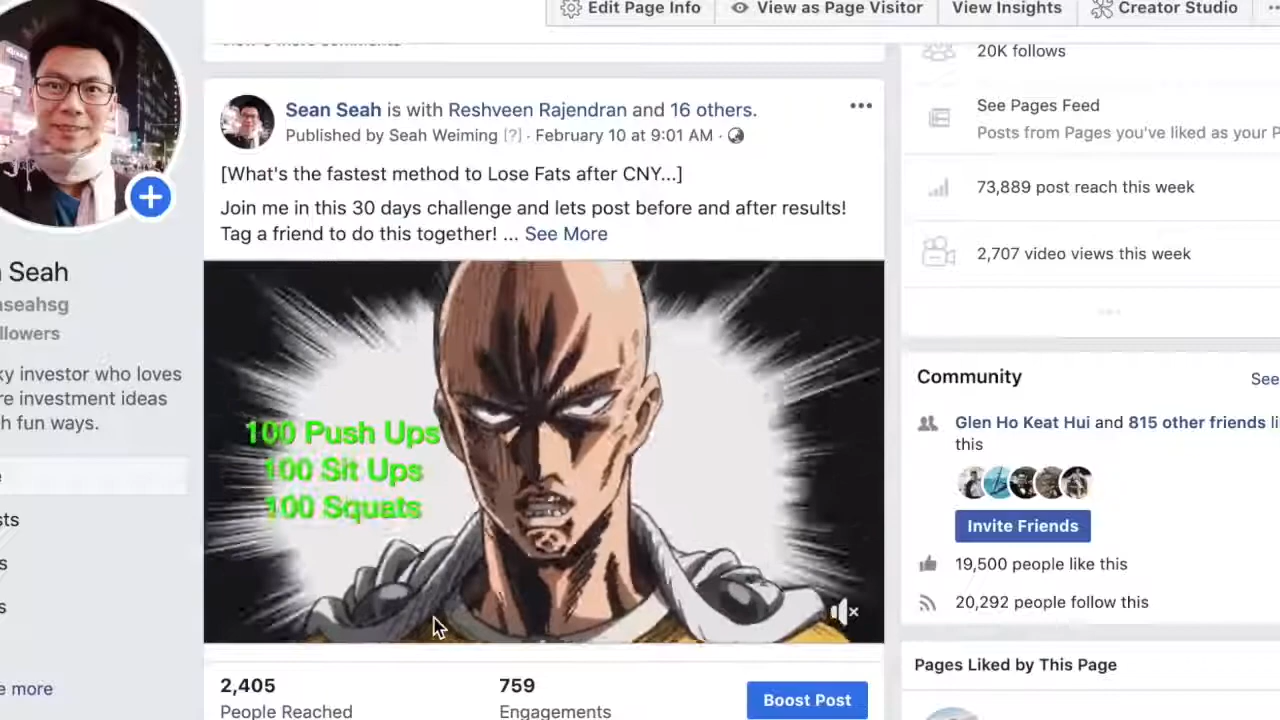 Edit Page Info
View as Page Visitor
View Insights
Creator Studio
Sean Seah is with Reshveen Rajendran and 16 others.
Published by Seah Weiming [?] · February 10 at 9:01 AM ·
[What's the fastest method to Lose Fats after CNY...]
Join me in this 30 days challenge and lets post before and after results!
Tag a friend to do this together! ... See More
100 Push Ups
100 Sit Ups
100 Squats
2,405
People Reached
759
Engagements
Boost Post
Seah
investor who loves
investment ideas
fun ways.
more
20K follows
See Pages Feed
Posts from Pages you've liked as your
73,889 post reach this week
2,707 video views this week
Community
See
Glen Ho Keat Hui and 815 other friends
this
Invite Friends
19,500 people like this
20,292 people follow this
Pages Liked by This Page